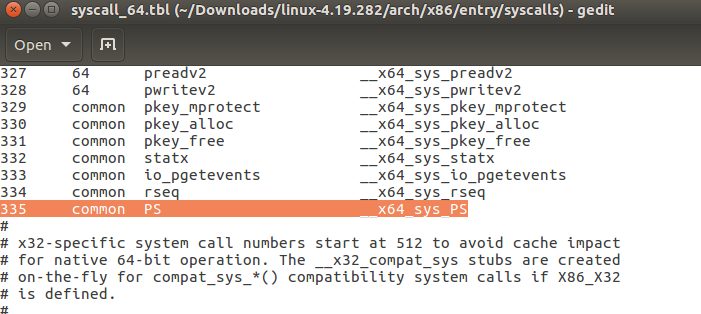 syscall_64.tbl (~/Downloads/linux-4.19.282/arch/x86/entry/syscalls) - gedit
Open
327 64 preadv2 __x64_sys_preadv2
328 64 pwritev2 __x64_sys_pwritev2
329 common pkey_mprotect __x64_sys_pkey_mprotect
330 common pkey_alloc __x64_sys_pkey_alloc
331 common pkey_free __x64_sys_pkey_free
332 common statx __x64_sys_statx
333 common io_pgetevents __x64_sys_io_pgetevents
334 common rseq __x64_sys_rseq
335 common PS __x64_sys_PS
#
# x32-specific system call numbers start at 512 to avoid cache impact
# for native 64-bit operation. The __x32_compat_sys stubs are created
# on-the-fly for compat_sys_*() compatibility system calls if X86_X32
# is defined.
#